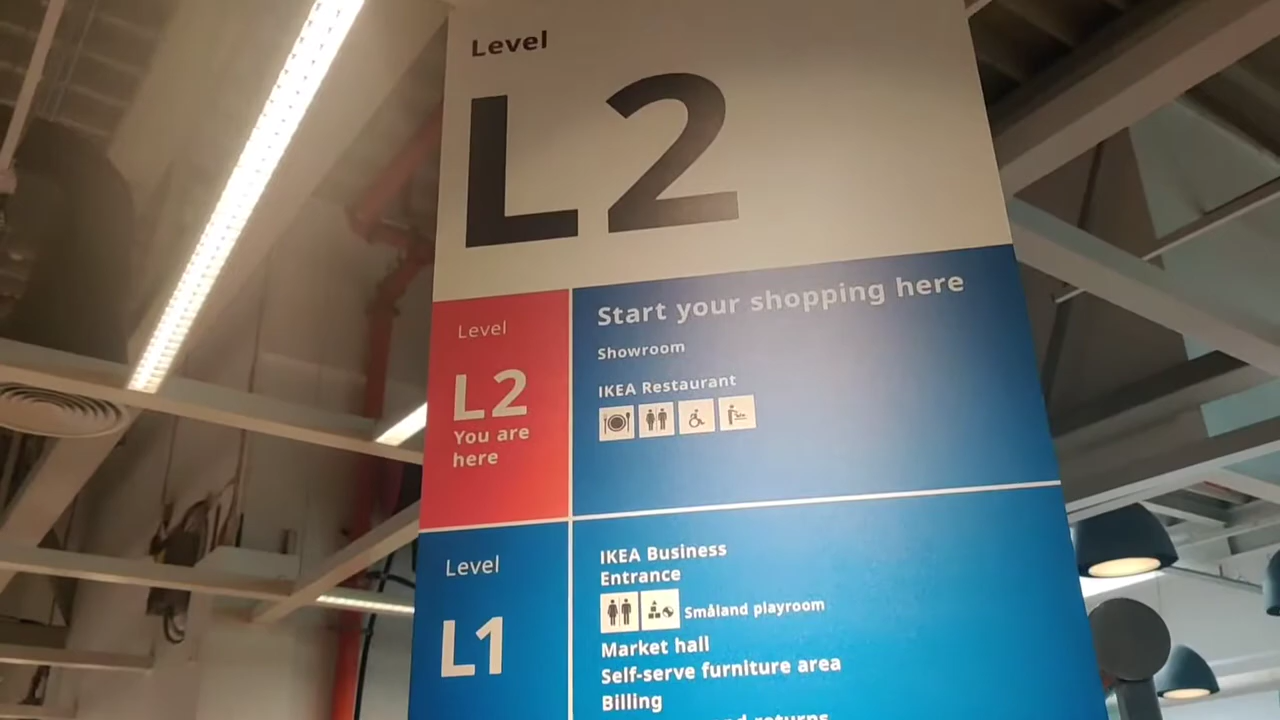 Level
L2
Level
L2
You are
here
Start your shopping here
Showroom
IKEA Restaurant
Level
L1
IKEA Business
Entrance
Småland playroom
Market hall
Self-serve furniture area
Billing
returns